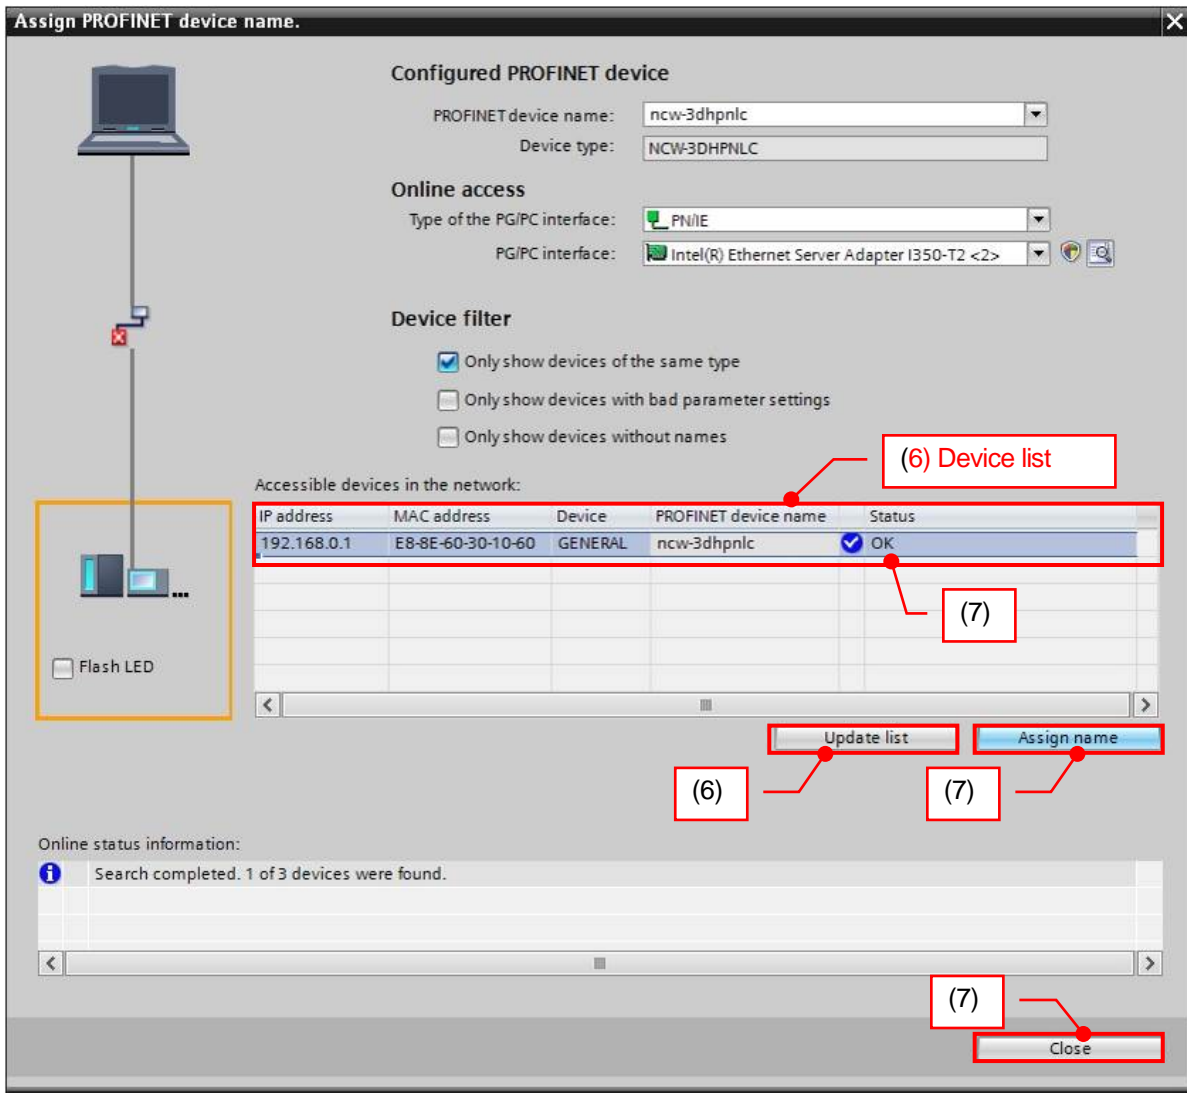 Assign PROFINET device name.
Configured PROFINET device
PROFINET device name: ncw-3dhpnlc
Device type: NCW-3DHPNLC
Online access
Type of the PG/PC interface: PN/IE
PG/PC interface: Intel(R) Ethernet Server Adapter I350-T2 <2>
Device filter
Only show devices of the same type
Only show devices with bad parameter settings
Only show devices without names
(6) Device list
Accessible devices in the network:
IP address MAC address Device PROFINET device name Status
192.168.0.1 E8-8E-60-30-10-60 GENERAL ncw-3dhpnlc OK
(7)
Flash LED
Update list Assign name
(6) (7)
Online status information:
Search completed. 1 of 3 devices were found.
(7)
Close